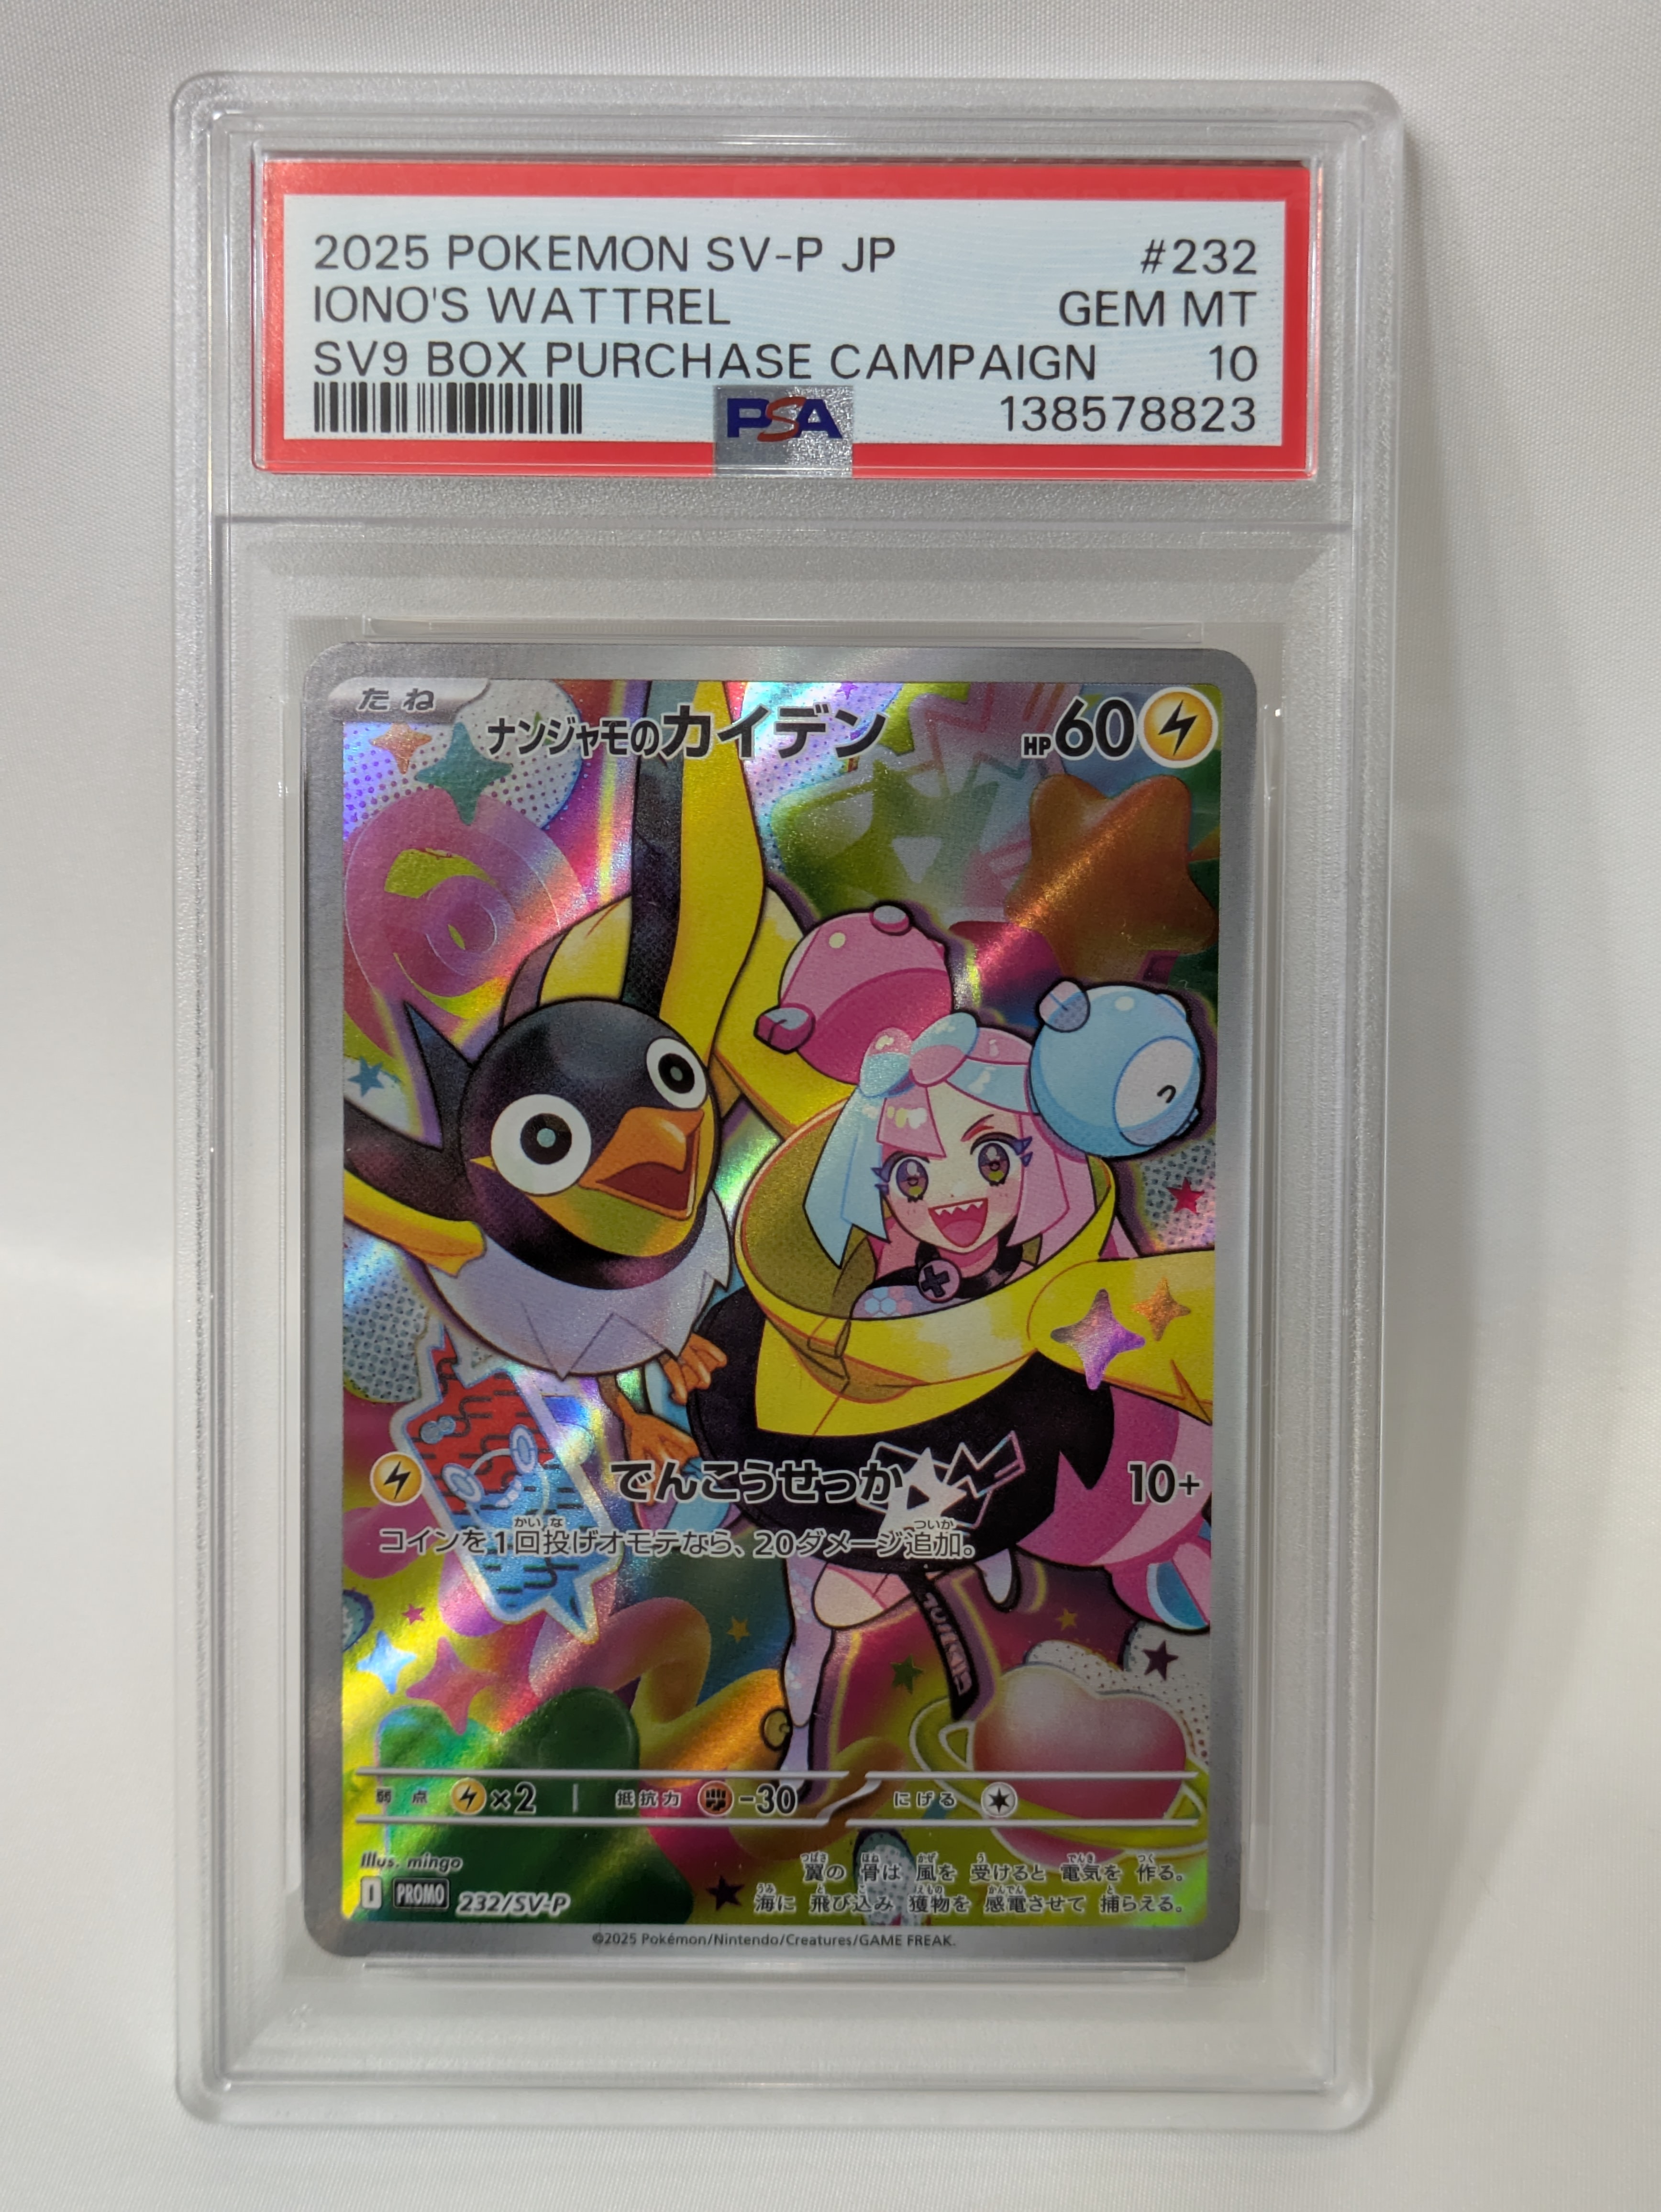 2025 POKEMON SV-P JP #232
IONO'S WATTREL GEM MT
SV9 BOX PURCHASE CAMPAIGN 10
PSA 138578823
たね ナンジャモのカイデン HP60
でんこうせっか 10+
コインを1回投げオモテなら、20ダメージ追加。
弱点 ×2 抵抗力 -30 にげる
Illus. mingo
翼の骨は風を受けると電気を作る。
I PROMO 232/SV-P
海に飛び込み獲物を感電させて捕らえる。
©2025 Pokémon/Nintendo/Creatures/GAME FREAK.